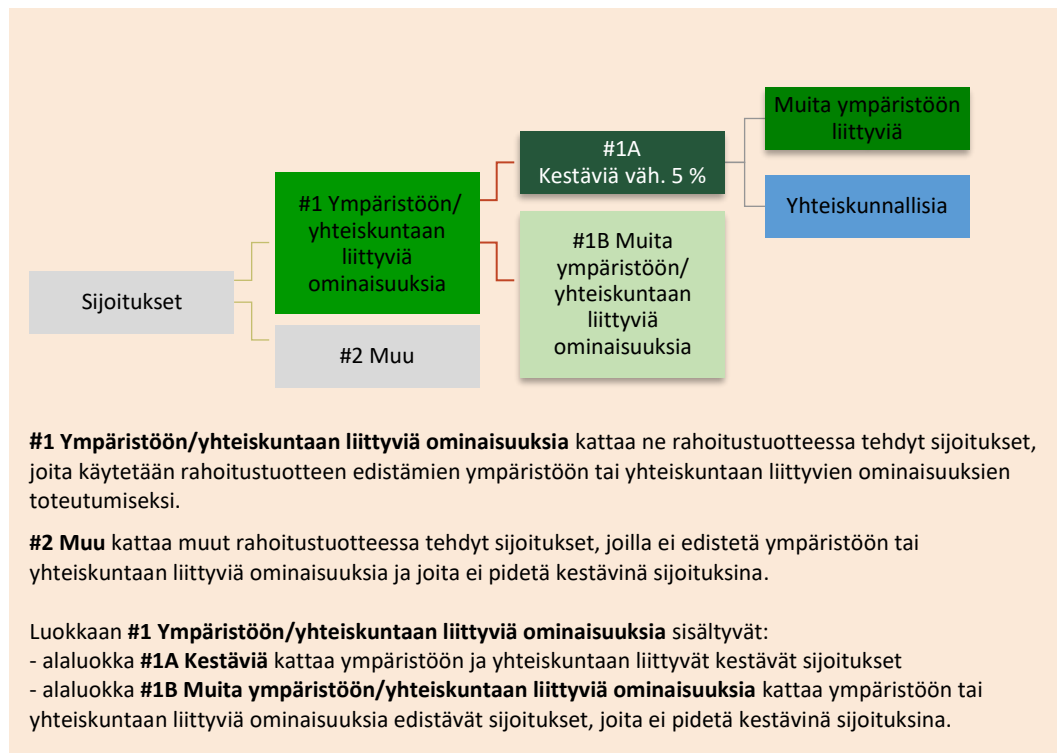 Sijoitukset
#1 Ympäristöön/
yhteiskuntaan
liittyviä
ominaisuuksia
#2 Muu
#1A
Kestäviä väh. 5 %
#1B Muita
ympäristöön/
yhteiskuntaan
liittyviä
ominaisuuksia
Muita ympäristöön
liittyviä
Yhteiskunnallisia
#1 Ympäristöön/yhteiskuntaan liittyviä ominaisuuksia kattaa ne rahoitustuotteessa tehdyt sijoitukset,
joita käytetään rahoitustuotteen edistämien ympäristöön tai yhteiskuntaan liittyvien ominaisuuksien
toteutumiseksi.
#2 Muu kattaa muut rahoitustuotteessa tehdyt sijoitukset, joilla ei edistetä ympäristöön tai
yhteiskuntaan liittyviä ominaisuuksia ja joita ei pidetä kestävinä sijoituksina.
Luokkaan #1 Ympäristöön/yhteiskuntaan liittyviä ominaisuuksia sisältyvät:
- alaluokka #1A Kestäviä kattaa ympäristöön ja yhteiskuntaan liittyvät kestävät sijoitukset
- alaluokka #1B Muita ympäristöön/yhteiskuntaan liittyviä ominaisuuksia kattaa ympäristöön tai
yhteiskuntaan liittyviä ominaisuuksia edistävät sijoitukset, joita ei pidetä kestävinä sijoituksina.